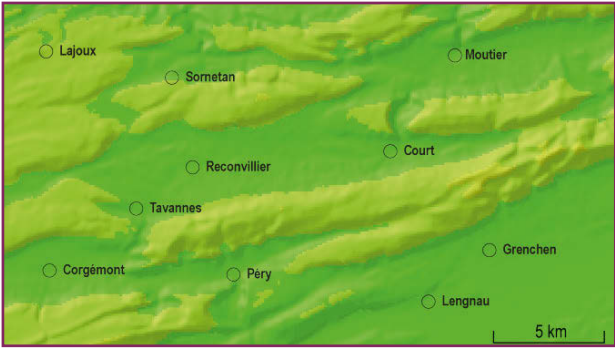 Lajoux
Moutier
Sornetan
Court
Reconvillier
Tavannes
Grenchen
Corgémont
Péry
Lengnau
5 km